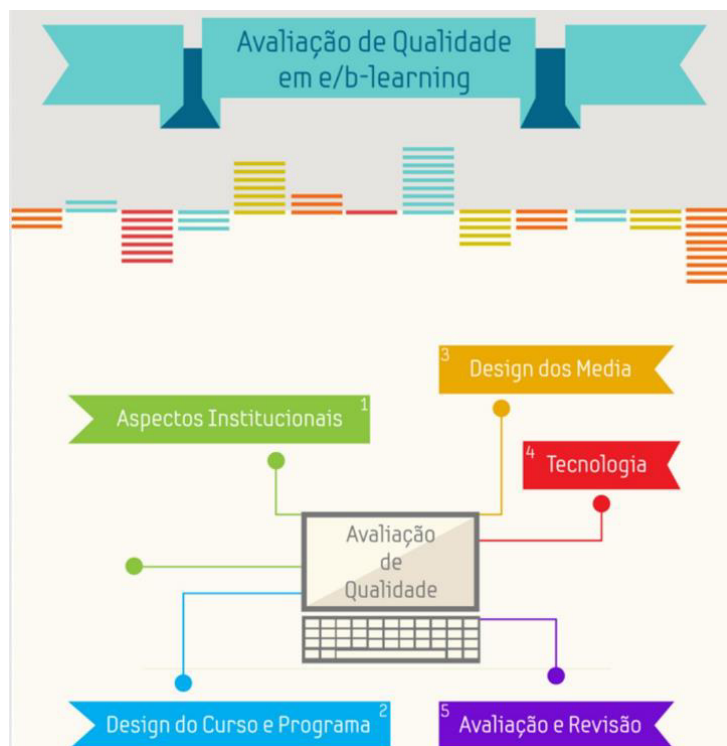 Avaliação de Qualidade
em e/b-learning
1
Aspectos Institucionais
3
Design dos Media
4
Tecnologia
Avaliação
de
Qualidade
2
Design do Curso e Programa
5
Avaliação e Revisão